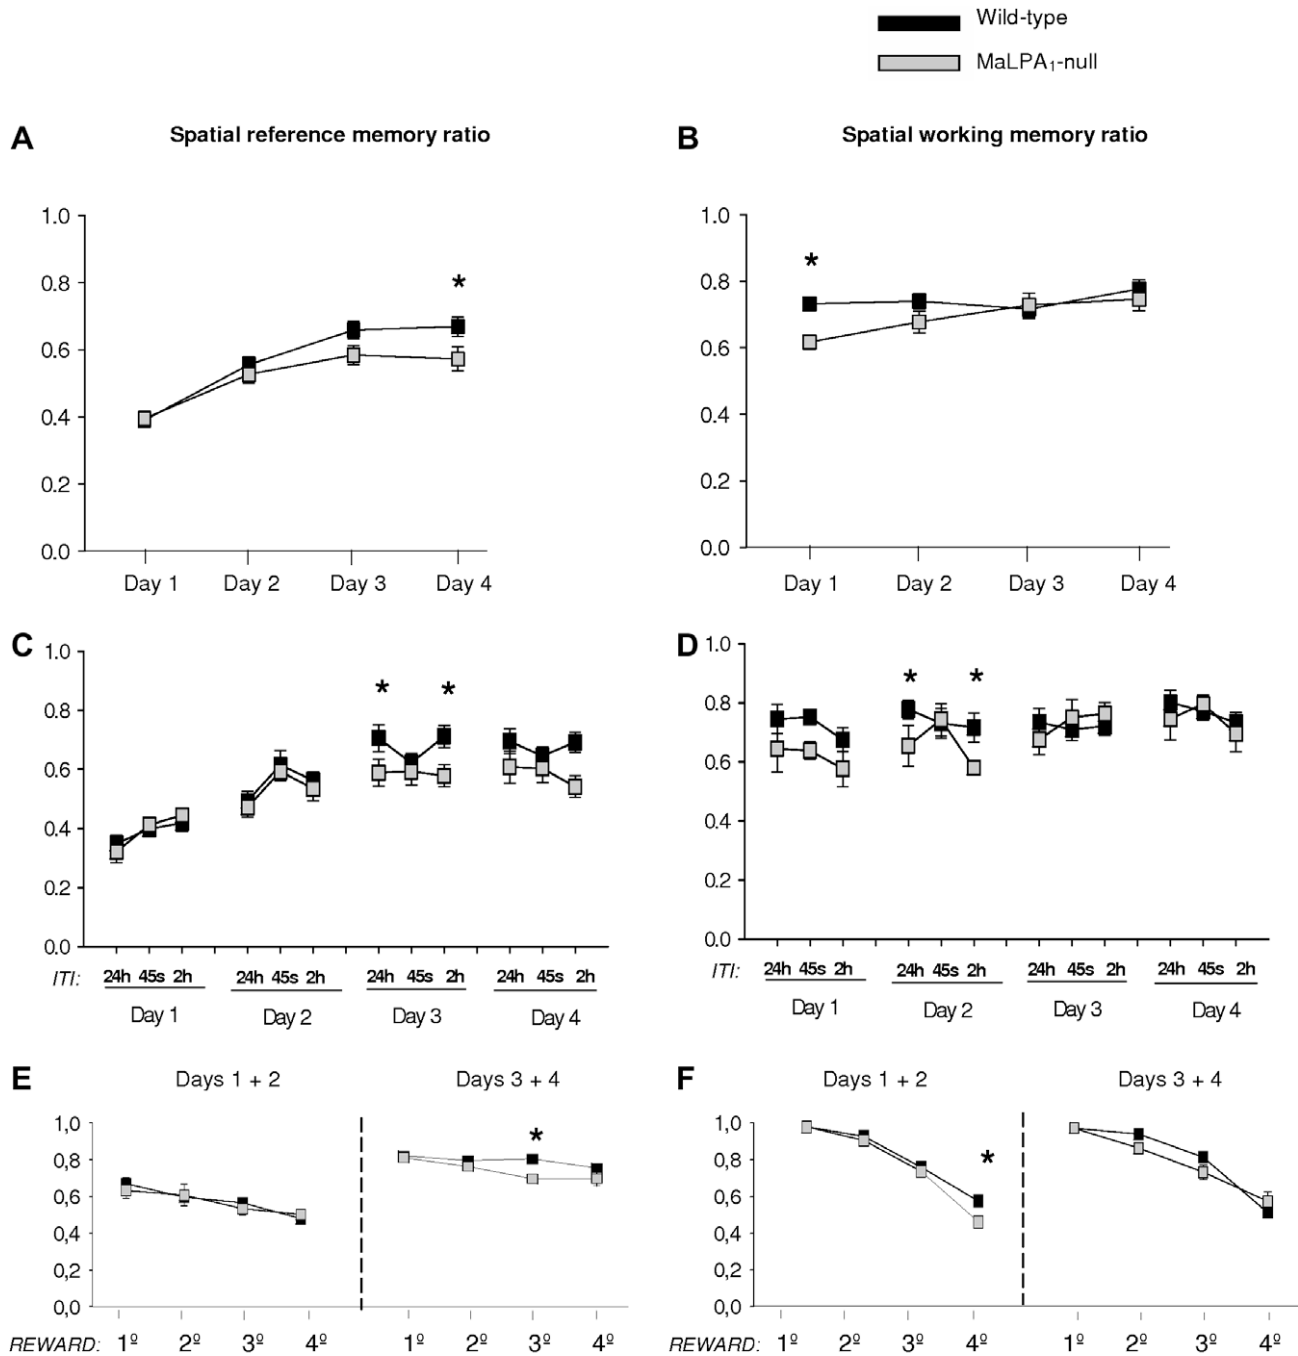 Wild-type
MaLPA₁-null
A Spatial reference memory ratio
1.0
0.8
0.6
0.4
0.2
0.0
*
Day 1 Day 2 Day 3 Day 4
B Spatial working memory ratio
1.0
0.8
0.6
0.4
0.2
0.0
*
Day 1 Day 2 Day 3 Day 4
C
1.0
0.8
0.6
0.4
0.2
0.0
* *
ITI: 24h 45s 2h 24h 45s 2h 24h 45s 2h 24h 45s 2h
Day 1 Day 2 Day 3 Day 4
D
1.0
0.8
0.6
0.4
0.2
0.0
* *
ITI: 24h 45s 2h 24h 45s 2h 24h 45s 2h 24h 45s 2h
Day 1 Day 2 Day 3 Day 4
E Days 1 + 2 Days 3 + 4
1,0
0,8
0,6
0,4
0,2
0,0
*
REWARD: 1º 2º 3º 4º 1º 2º 3º 4º
F Days 1 + 2 Days 3 + 4
1,0
0,8
0,6
0,4
0,2
0,0
*
REWARD: 1º 2º 3º 4º 1º 2º 3º 4º